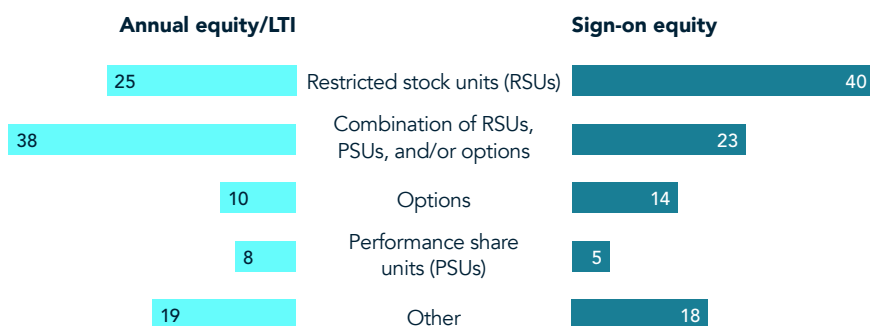 Annual equity/LTI
Sign-on equity
25
Restricted stock units (RSUs)
40
38
Combination of RSUs,
PSUs, and/or options
23
10
Options
14
8
Performance share
units (PSUs)
5
19
Other
18